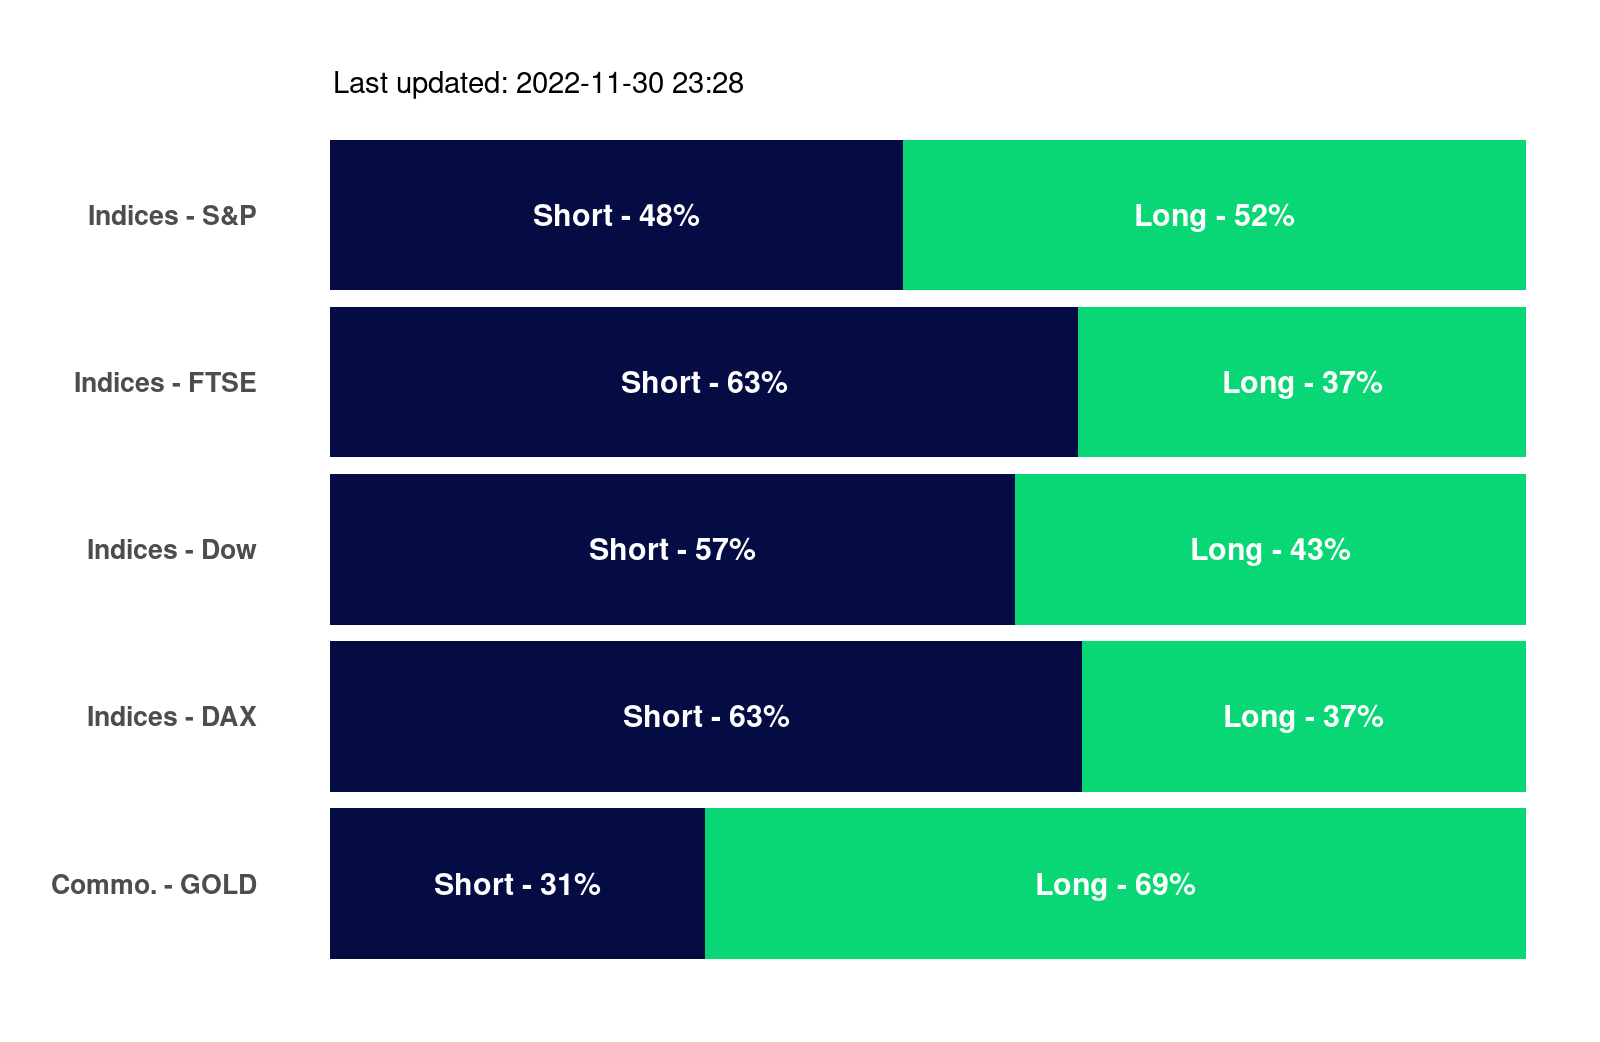 Last updated: 2022-11-30 23:28
Indices - S&P Short - 48% Long - 52%
Indices - FTSE Short - 63% Long - 37%
Indices - Dow Short - 57% Long - 43%
Indices - DAX Short - 63% Long - 37%
Commo. - GOLD Short - 31% Long - 69%